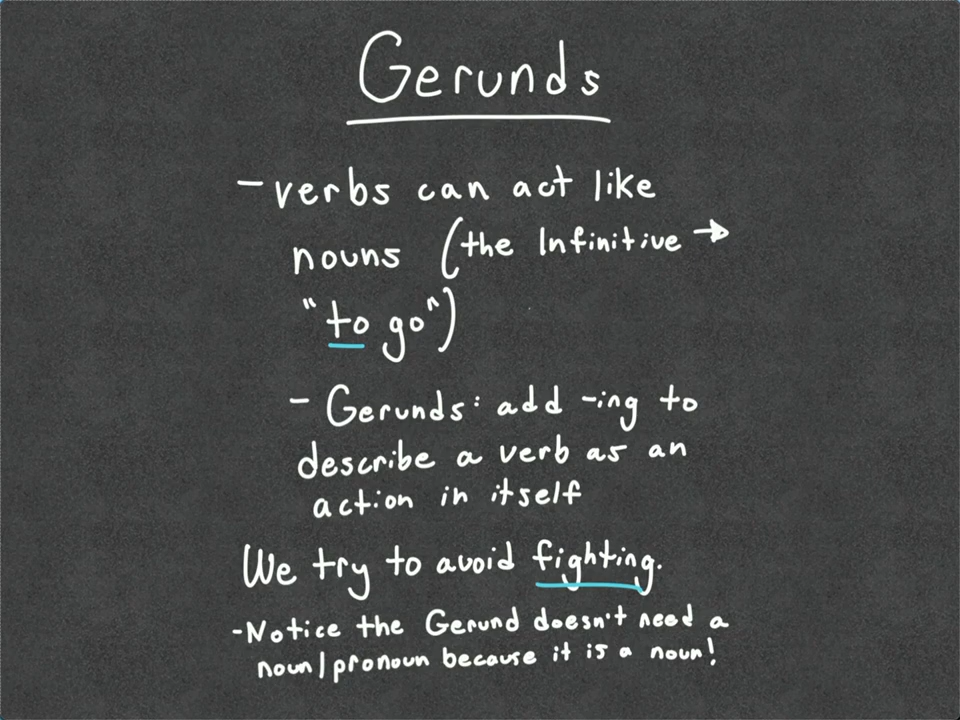 Gerunds
- verbs can act like
nouns (the Infinitive →
"to go")
- Gerunds: add -ing to
describe a verb as an
action in itself
We try to avoid fighting.
-Notice the Gerund doesn't need a
noun/pronoun because it is a noun!